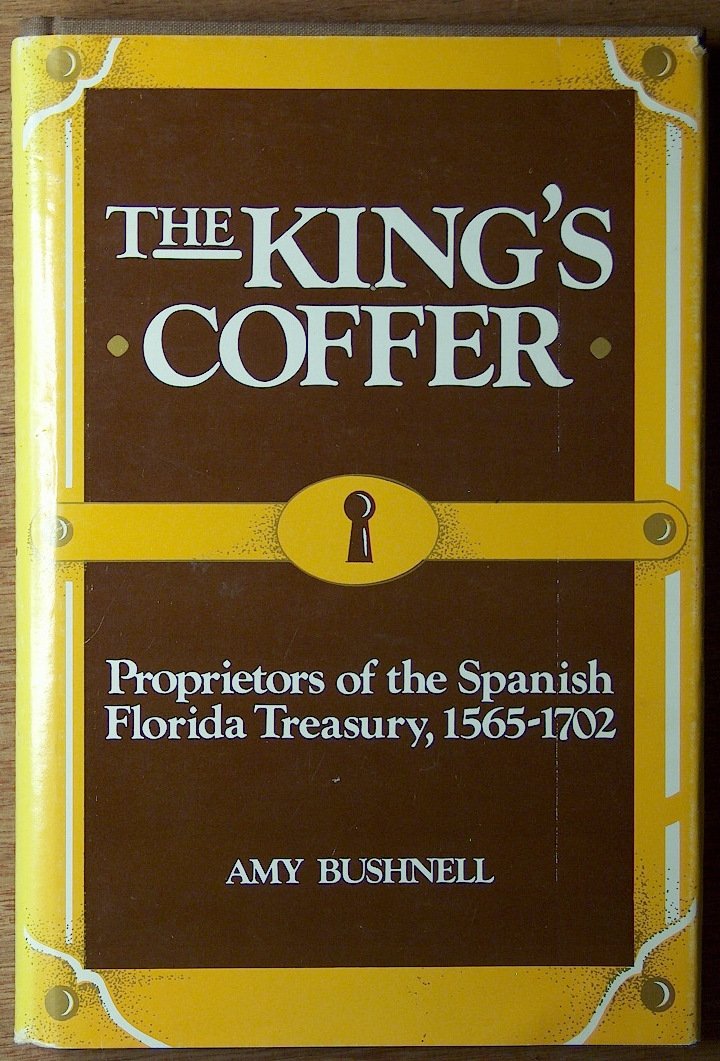 THE KING'S
COFFER
Proprietors of the Spanish
Florida Treasury, 1565-1702
AMY BUSHNELL